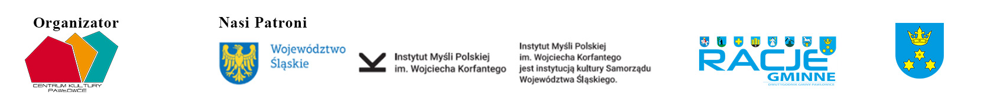 Organizator
CENTRUM KULTURY
PAWŁOWICE
Nasi Patroni
Województwo
Śląskie
Instytut Myśli Polskiej
im. Wojciecha Korfantego
Instytut Myśli Polskiej
im. Wojciecha Korfantego
jest instytucją kultury Samorządu
Województwa Śląskiego.
RACJE
GMINNE
DWUTYGODNIK GMINY PAWŁOWICE